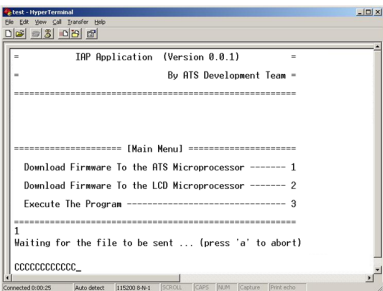 test - HyperTerminal
File Edit View Call Transfer Help
= IAP Application (Version 0.0.1) =
= By ATS Development Team =
=======================================================
===================== [Main Menu] =====================
Download Firmware To the ATS Microprocessor ------- 1
Download Firmware To the LCD Microprocessor ------- 2
Execute The Program ------------------------------- 3
=======================================================
1
Waiting for the file to be sent ... (press 'a' to abort)
CCCCCCCCCCCC_
Connected 0:00:25 Auto detect 115200 8-N-1 SCROLL CAPS NUM Capture Print echo